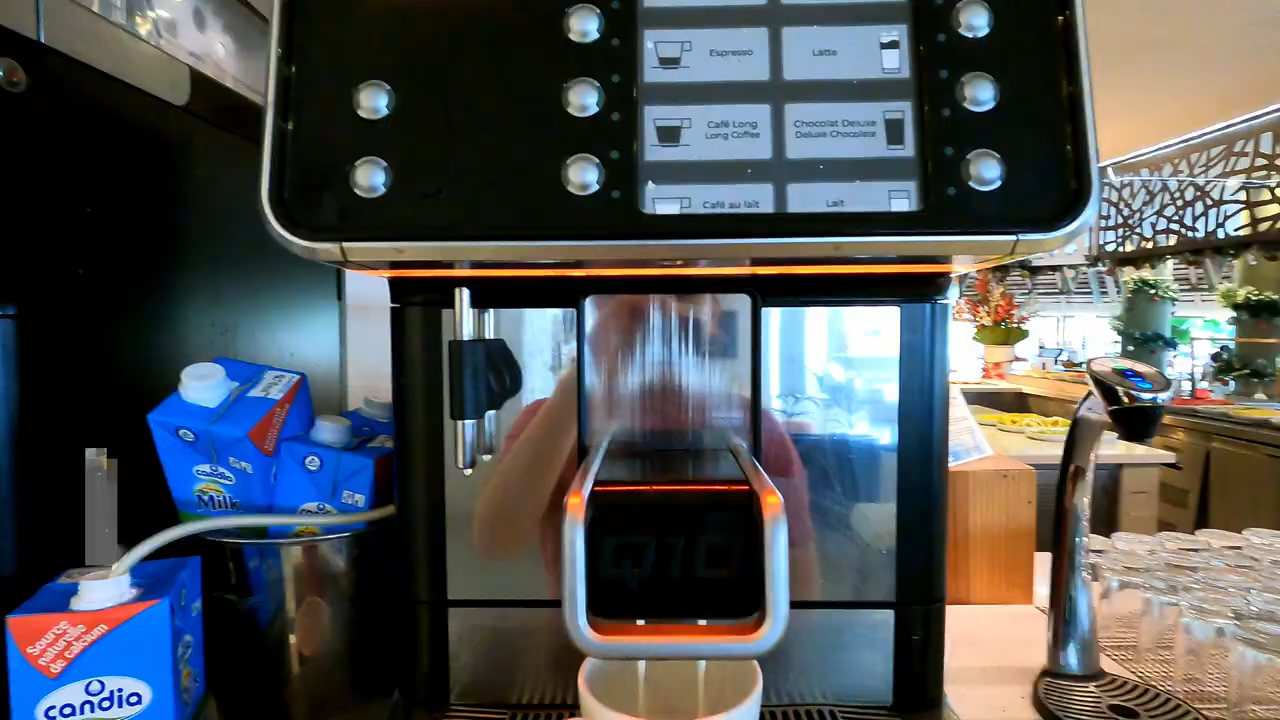 Espresso
Latte
Café Long
Long Coffee
Chocolat Deluxe
Deluxe Chocolate
Café au lait
Lait
Q10
candia
Milk
Source
naturelle
de calcium
candia